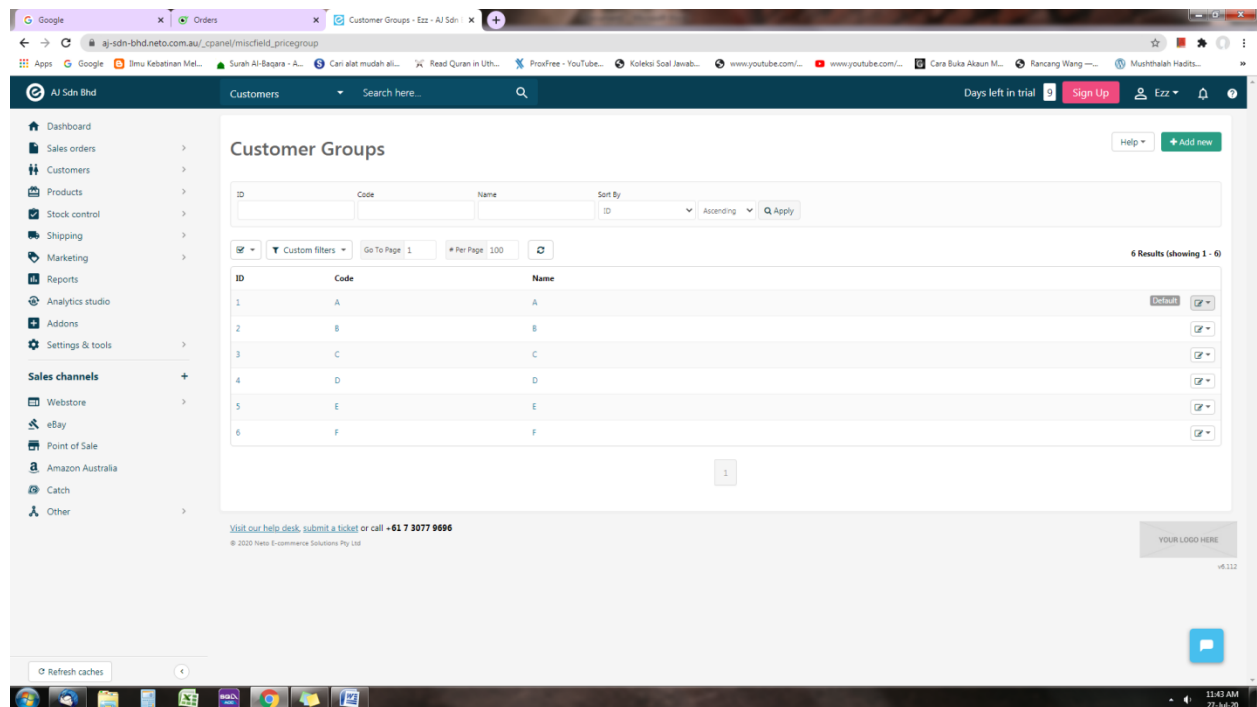 Google
Orders
Customer Groups - Ezz - AJ Sdn
aj-sdn-bhd.neto.com.au/_cpanel/miscfield_pricegroup
Apps Google Ilmu Kebatinan Mel... Surah Al-Baqara - A... Cari alat mudah ali... Read Quran in Uth... ProxFree - YouTube... Koleksi Soal Jawab... www.youtube.com/... www.youtube.com/... Cara Buka Akaun M... Rancang Wang —... Mushthalah Hadits... »
AJ Sdn Bhd
Customers Search here...
Days left in trial 9 Sign Up Ezz
Dashboard
Sales orders
Customers
Products
Stock control
Shipping
Marketing
Reports
Analytics studio
Addons
Settings & tools
Sales channels +
Webstore
eBay
Point of Sale
Amazon Australia
Catch
Other
Refresh caches
Customer Groups
Help + Add new
ID Code Name Sort By
ID Ascending Apply
Custom filters Go To Page 1 # Per Page 100
6 Results (showing 1 - 6)
ID Code Name
1 A A Default
2 B B
3 C C
4 D D
5 E E
6 F F
1
Visit our help desk, submit a ticket or call +61 7 3077 9696
© 2020 Neto E-commerce Solutions Pty Ltd
YOUR LOGO HERE
v6.112
11:43 AM
27-Jul-20